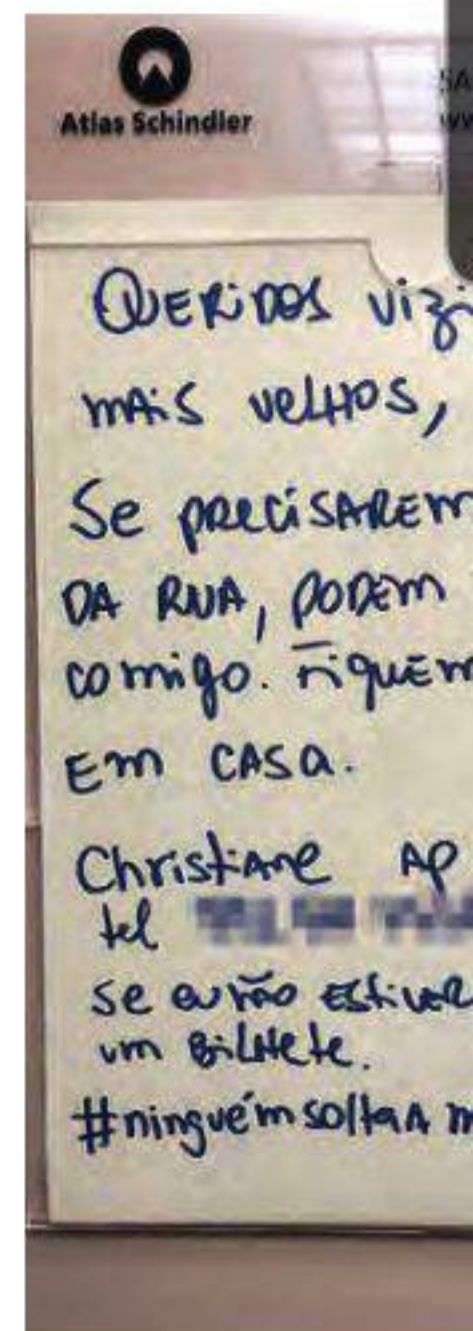 Atlas Schindler
QUERIDOS vizi
mais velhos,
Se precisarem
DA RUA, podem
comigo. Fiquem
Em casa.
Christiane AP
tel
Se eu não estiver
um bilhete.
#ninguémsoltaA m